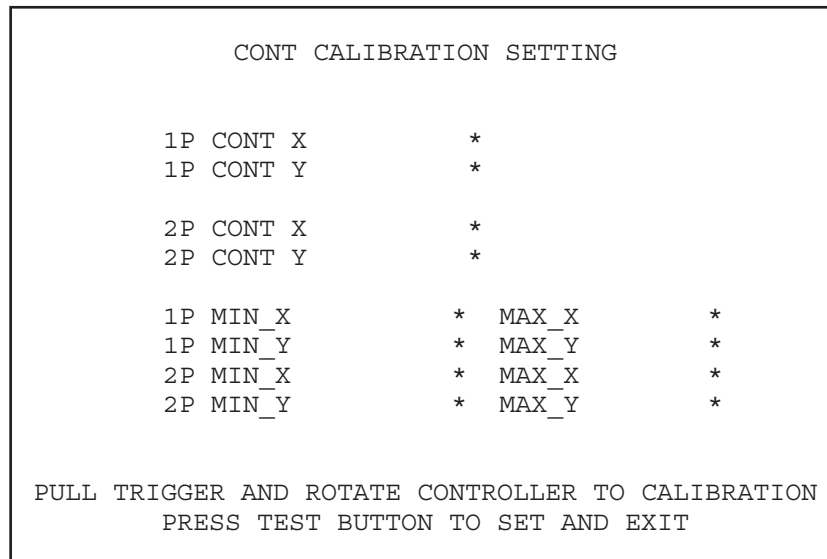 CONT CALIBRATION SETTING
1P CONT X *
1P CONT Y *
2P CONT X *
2P CONT Y *
1P MIN_X * MAX_X *
1P MIN_Y * MAX_Y *
2P MIN_X * MAX_X *
2P MIN_Y * MAX_Y *
PULL TRIGGER AND ROTATE CONTROLLER TO CALIBRATION
PRESS TEST BUTTON TO SET AND EXIT